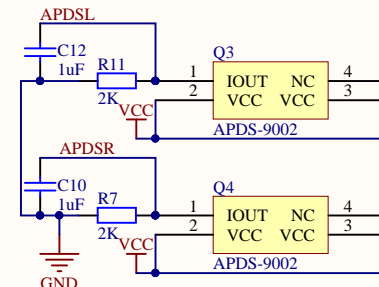 APDSL
C12
1uF
R11
2K
VCC
Q3
1 IOUT NC 4
2 VCC VCC 3
APDS-9002
APDSR
C10
1uF
R7
2K
VCC
Q4
1 IOUT NC 4
2 VCC VCC 3
APDS-9002
GND